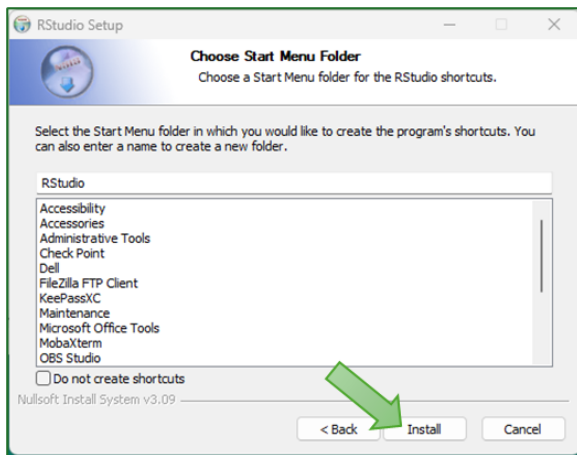 RStudio Setup
Choose Start Menu Folder
Choose a Start Menu folder for the RStudio shortcuts.
Select the Start Menu folder in which you would like to create the program's shortcuts. You
can also enter a name to create a new folder.
RStudio
Accessibility
Accessories
Administrative Tools
Check Point
Dell
FileZilla FTP Client
KeePassXC
Maintenance
Microsoft Office Tools
MobaXterm
OBS Studio
Do not create shortcuts
Nullsoft Install System v3.09
< Back Install Cancel